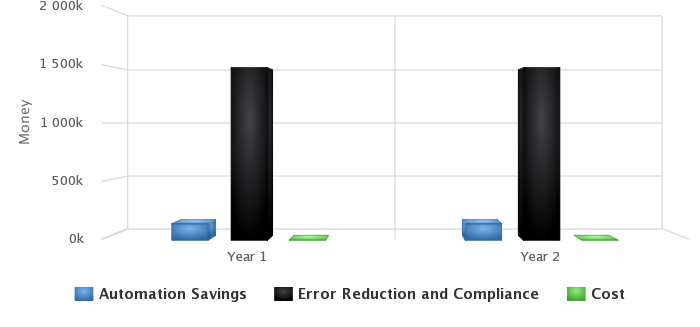 2 000k
1 500k
1 000k
500k
0k
Money
Year 1
Year 2
Automation Savings
Error Reduction and Compliance
Cost